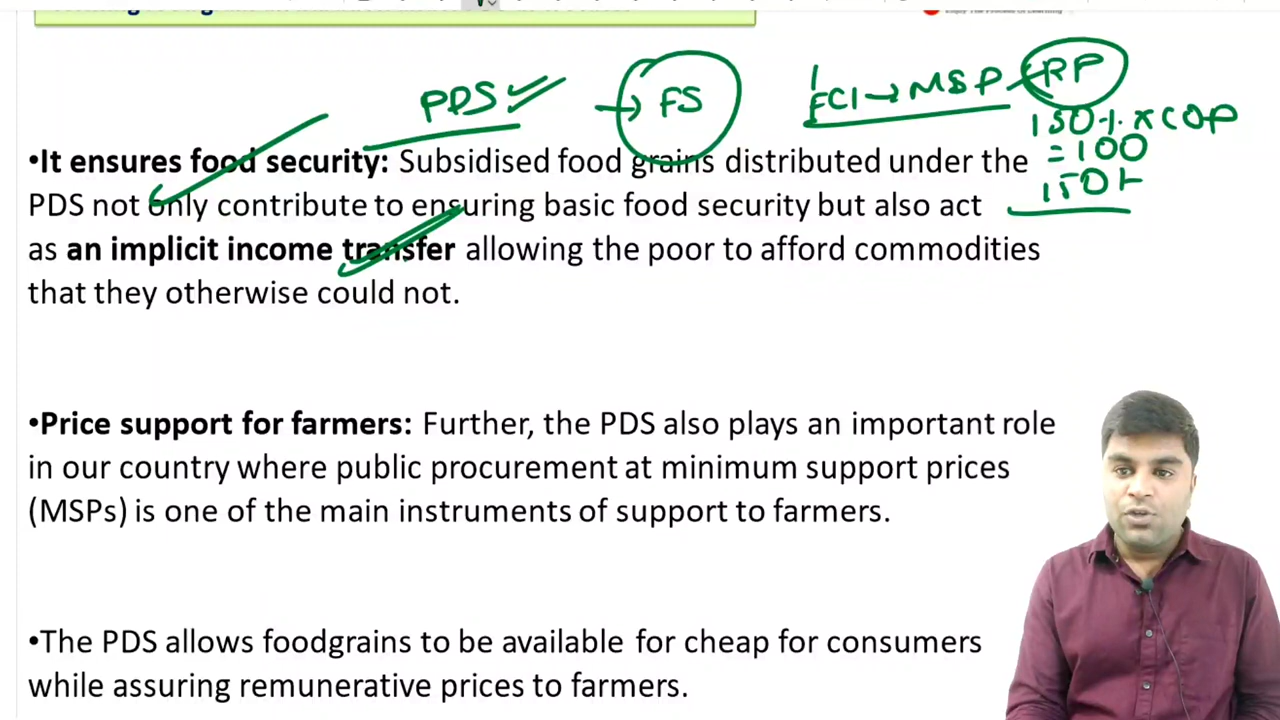 PDS → FS FCI → MSP RP
150% x COP
= 100
150+
•It ensures food security: Subsidised food grains distributed under the
PDS not only contribute to ensuring basic food security but also act
as an implicit income transfer allowing the poor to afford commodities
that they otherwise could not.
•Price support for farmers: Further, the PDS also plays an important role
in our country where public procurement at minimum support prices
(MSPs) is one of the main instruments of support to farmers.
•The PDS allows foodgrains to be available for cheap for consumers
while assuring remunerative prices to farmers.